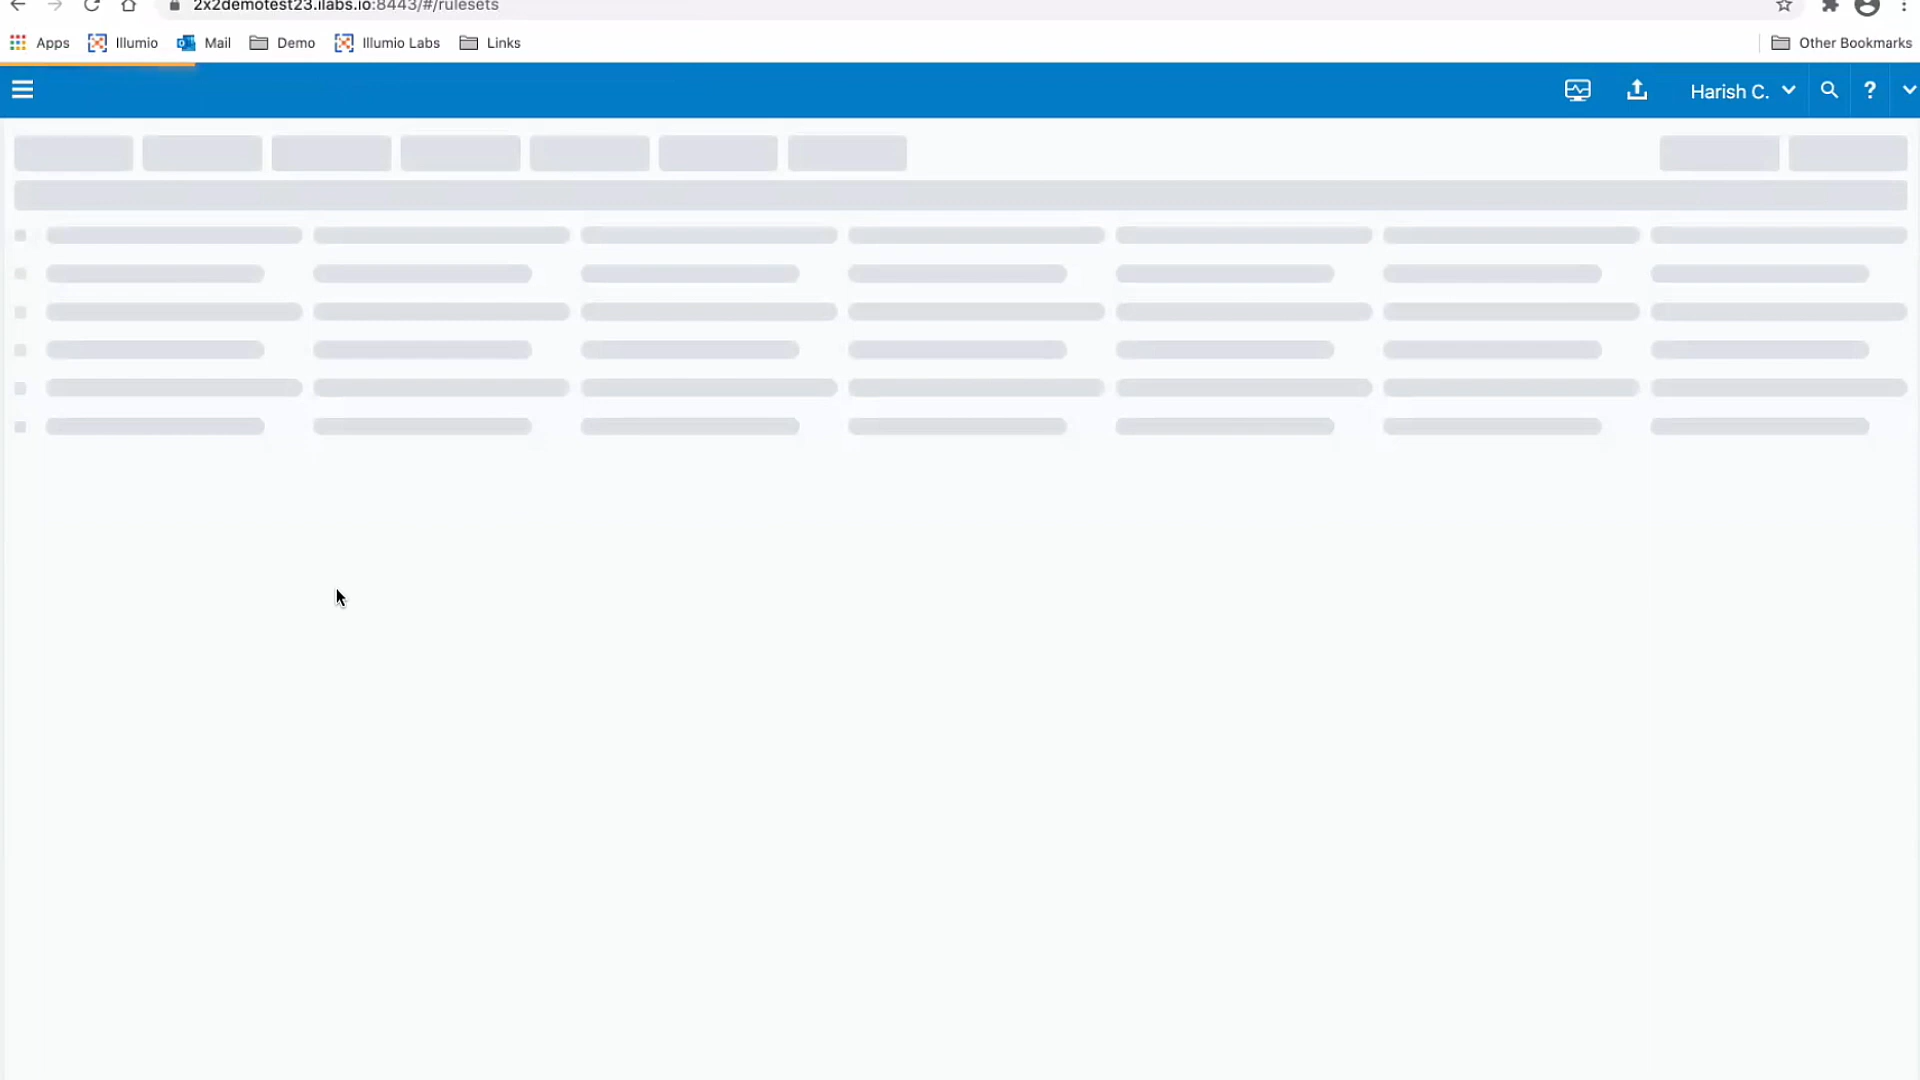 2x2demotest23.ilabs.io:8443/#/rulesets
Apps Illumio Mail Demo Illumio Labs Links Other Bookmarks
Harish C. ?